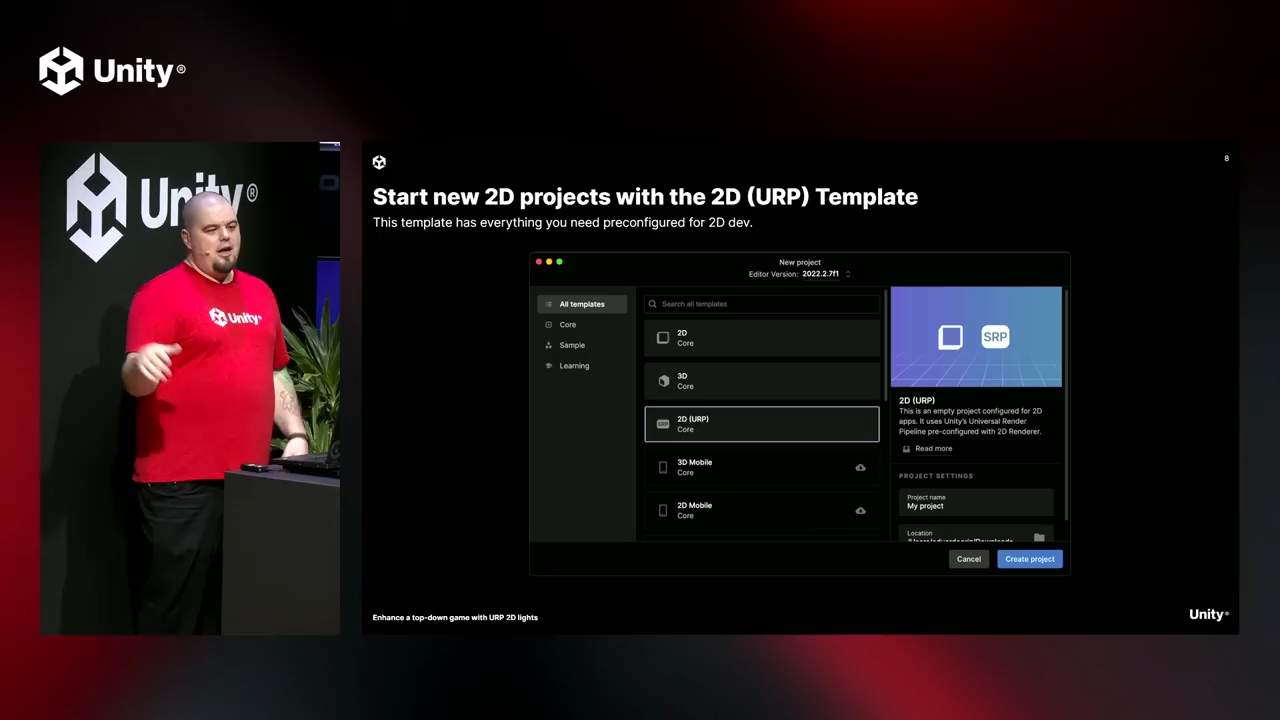 Unity®
Unity®
Unity
8
Start new 2D projects with the 2D (URP) Template
This template has everything you need preconfigured for 2D dev.
New project
Editor Version: 2022.2.7f1
All templates
Core
Sample
Learning
Search all templates
2D
Core
3D
Core
SRP
2D (URP)
Core
3D Mobile
Core
2D Mobile
Core
SRP
2D (URP)
This is an empty project configured for 2D
apps. It uses Unity's Universal Render
Pipeline pre-configured with 2D Renderer.
Read more
PROJECT SETTINGS
Project name
My project
Location
Cancel
Create project
Enhance a top-down game with URP 2D lights
Unity®